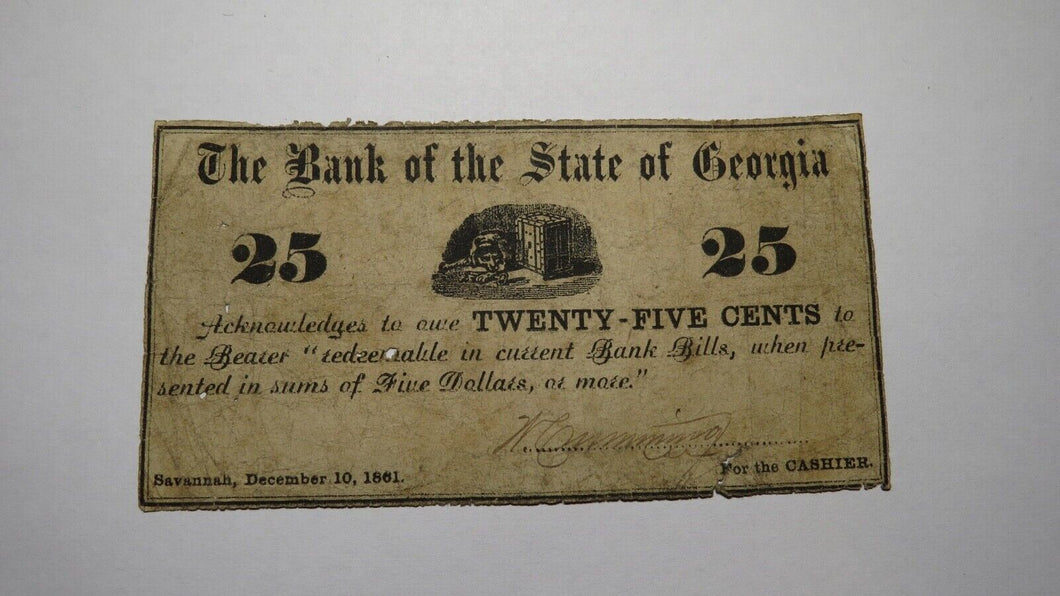 The Bank of the State of Georgia
25 25
Acknowledges to owe TWENTY-FIVE CENTS to
the Bearer "redeemable in current Bank Bills, when pre-
sented in sums of Five Dollars, or more."
W. Cumming
For the CASHIER.
Savannah, December 10, 1861.